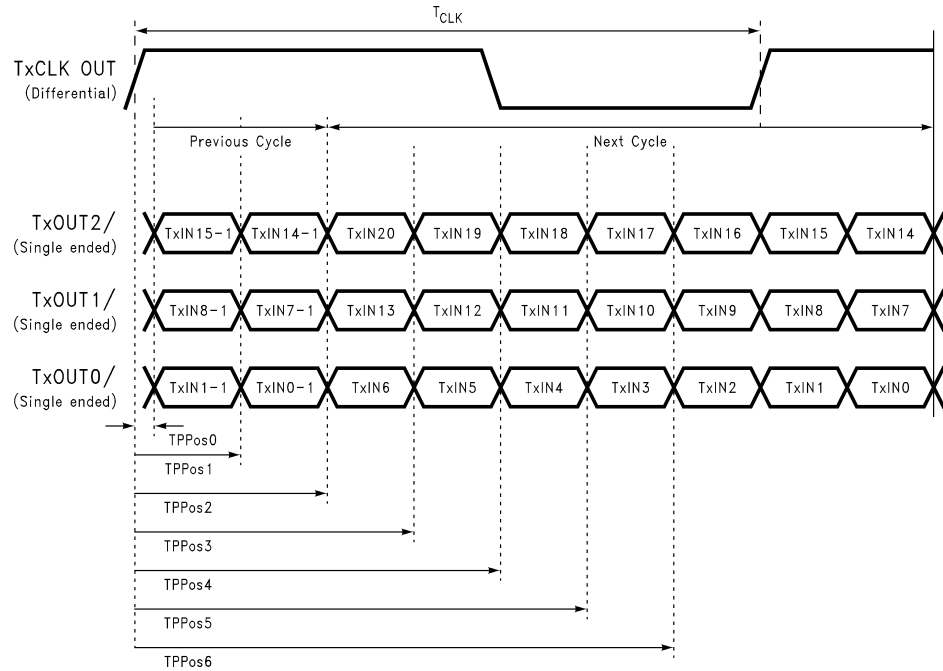 T_CLK
TxCLK OUT
(Differential)
Previous Cycle
Next Cycle
TxOUT2/
(Single ended)
TxIN15-1 TxIN14-1 TxIN20 TxIN19 TxIN18 TxIN17 TxIN16 TxIN15 TxIN14
TxOUT1/
(Single ended)
TxIN8-1 TxIN7-1 TxIN13 TxIN12 TxIN11 TxIN10 TxIN9 TxIN8 TxIN7
TxOUT0/
(Single ended)
TxIN1-1 TxIN0-1 TxIN6 TxIN5 TxIN4 TxIN3 TxIN2 TxIN1 TxIN0
TPPos0
TPPos1
TPPos2
TPPos3
TPPos4
TPPos5
TPPos6